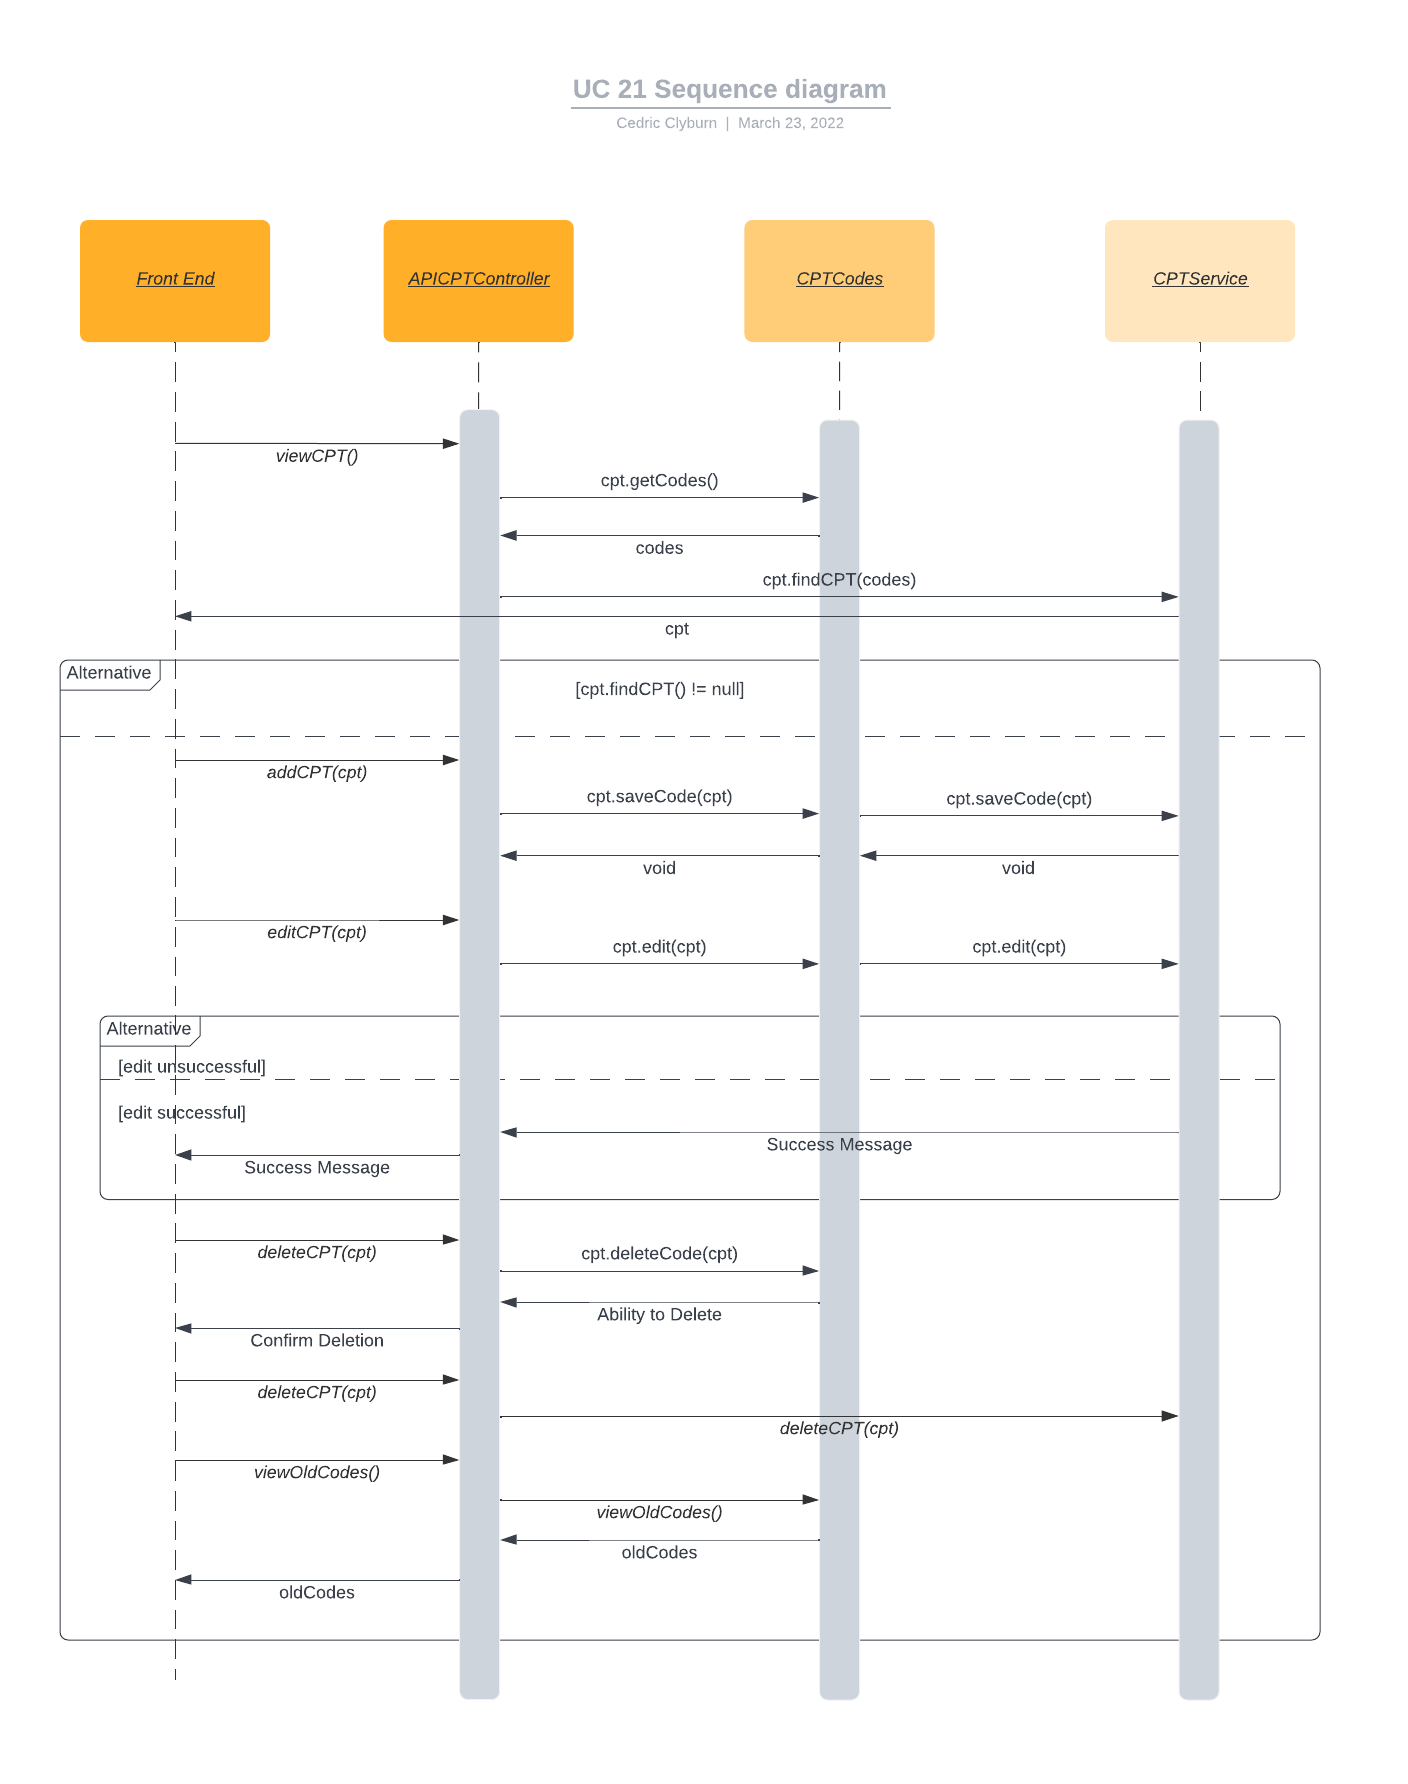 UC 21 Sequence diagram
Cedric Clyburn | March 23, 2022
Front End
APICPTController
CPTCodes
CPTService
viewCPT()
cpt.getCodes()
codes
cpt.findCPT(codes)
cpt
Alternative
[cpt.findCPT() != null]
addCPT(cpt)
cpt.saveCode(cpt)
cpt.saveCode(cpt)
void
void
editCPT(cpt)
cpt.edit(cpt)
cpt.edit(cpt)
Alternative
[edit unsuccessful]
[edit successful]
Success Message
Success Message
deleteCPT(cpt)
cpt.deleteCode(cpt)
Ability to Delete
Confirm Deletion
deleteCPT(cpt)
deleteCPT(cpt)
viewOldCodes()
viewOldCodes()
oldCodes
oldCodes